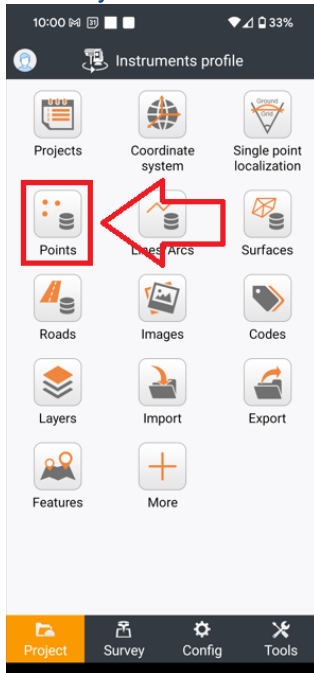 10:00 31 33%
Instruments profile
Projects
Coordinate
system
Ground
Grid
Single point
localization
Points
Lines/Arcs
Surfaces
Roads
Images
Codes
Layers
Import
Export
Features
More
Project
Survey
Config
Tools